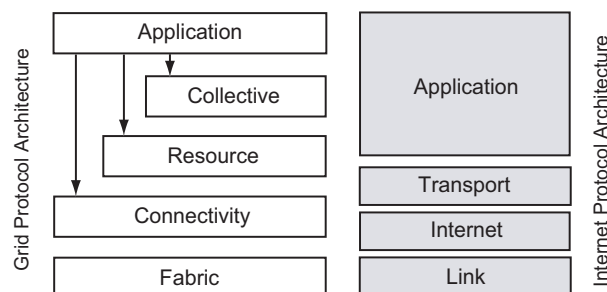 Grid Protocol Architecture
Application
Collective
Resource
Connectivity
Fabric
Application
Transport
Internet
Link
Internet Protocol Architecture